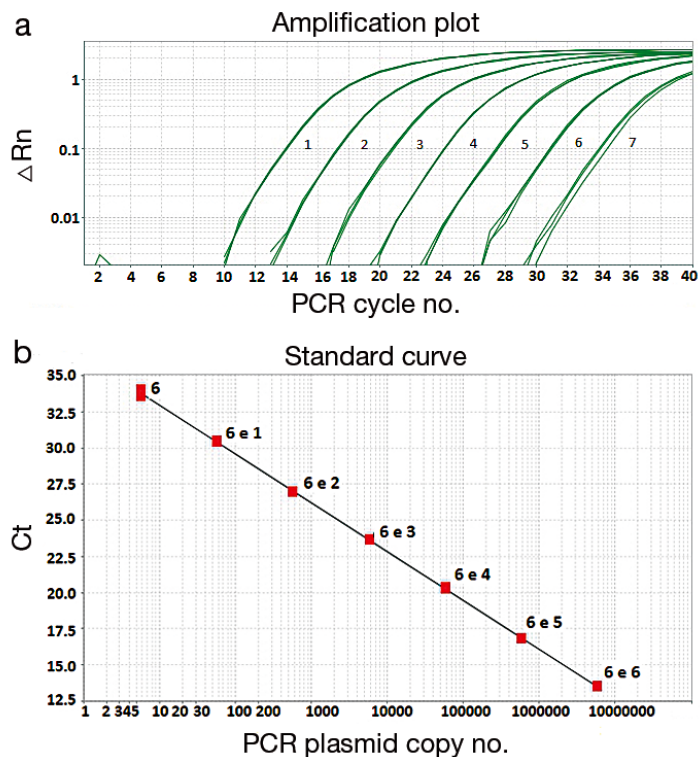 a
Amplification plot
△Rn
1
0.1
0.01
1 2 3 4 5 6 7
2 4 6 8 10 12 14 16 18 20 22 24 26 28 30 32 34 36 38 40
PCR cycle no.
b
Standard curve
Ct
35.0
32.5
30.0
27.5
25.0
22.5
20.0
17.5
15.0
12.5
6
6 e 1
6 e 2
6 e 3
6 e 4
6 e 5
6 e 6
1 2 345 10 20 30 100 200 1000 10000 100000 1000000 10000000
PCR plasmid copy no.